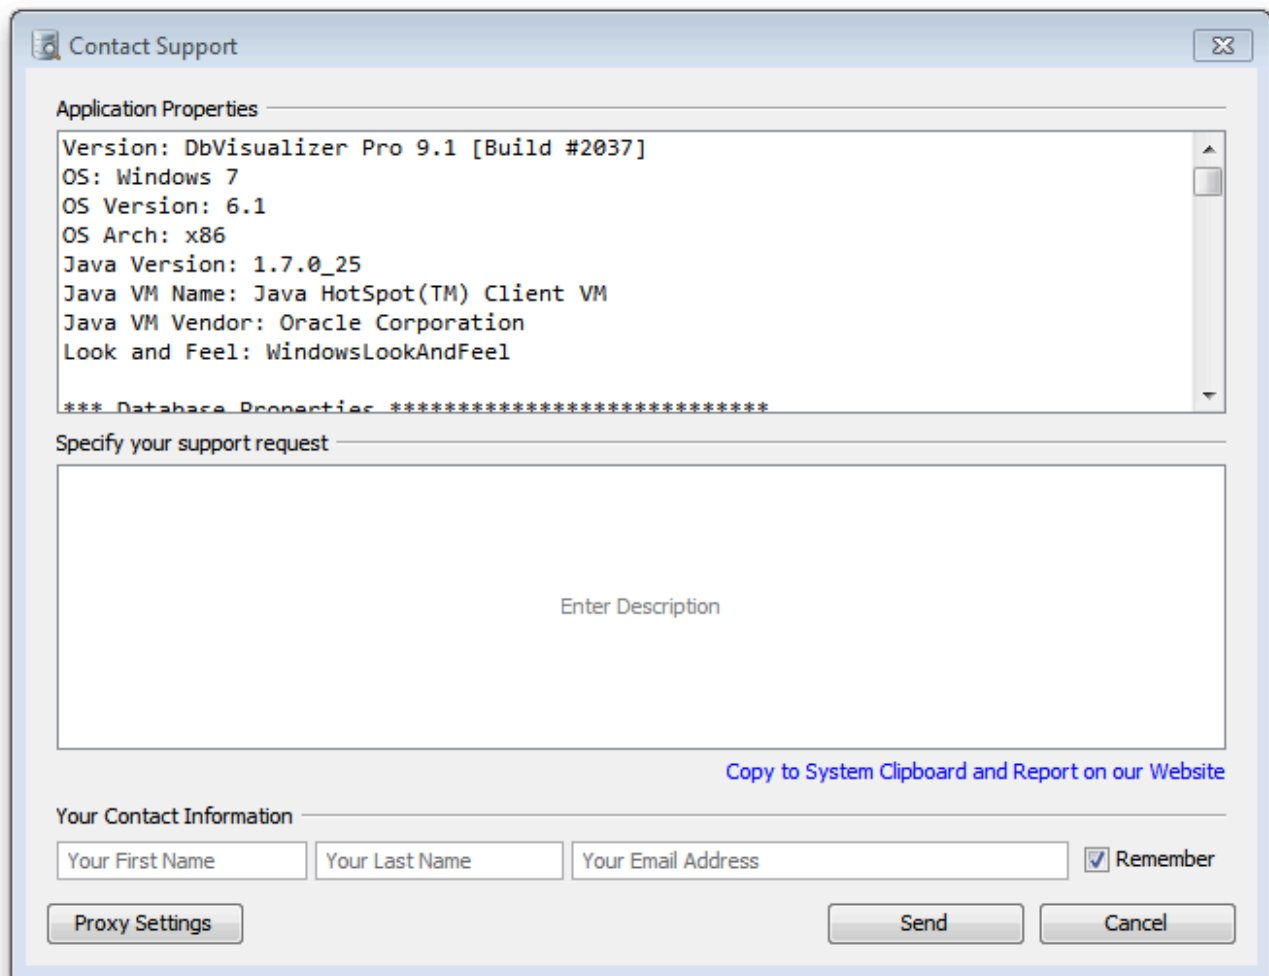 Contact Support
Application Properties
Version: DbVisualizer Pro 9.1 [Build #2037]
OS: Windows 7
OS Version: 6.1
OS Arch: x86
Java Version: 1.7.0_25
Java VM Name: Java HotSpot(TM) Client VM
Java VM Vendor: Oracle Corporation
Look and Feel: WindowsLookAndFeel
*** Database Properties ****************************
Specify your support request
Enter Description
Copy to System Clipboard and Report on our Website
Your Contact Information
Your First Name Your Last Name Your Email Address Remember
Proxy Settings Send Cancel